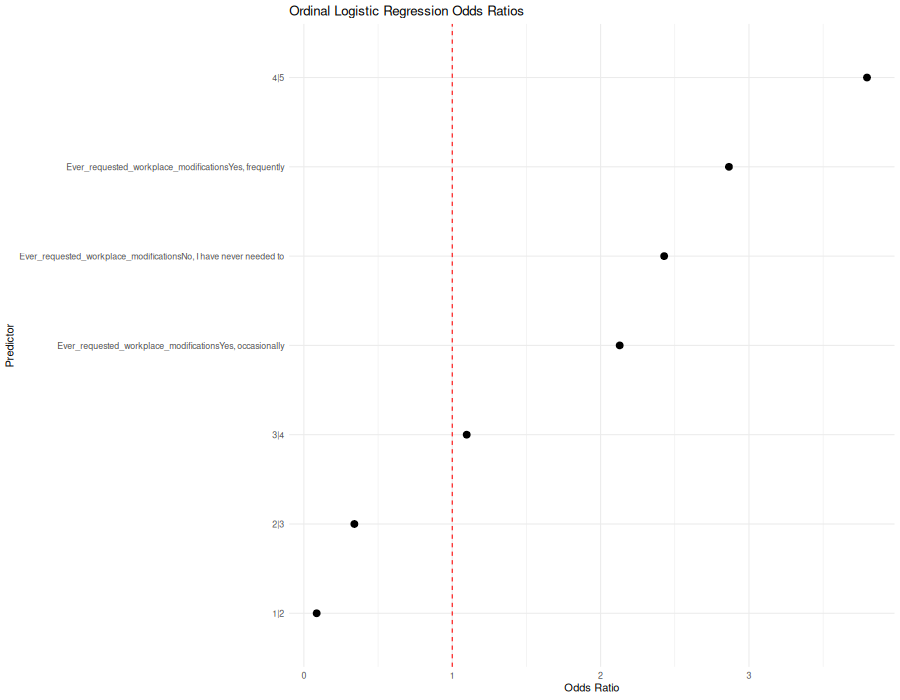 Ordinal Logistic Regression Odds Ratios
4|5
Ever_requested_workplace_modificationsYes, frequently
Ever_requested_workplace_modificationsNo, I have never needed to
Predictor
Ever_requested_workplace_modificationsYes, occasionally
3|4
2|3
1|2
0 1 2 3
Odds Ratio